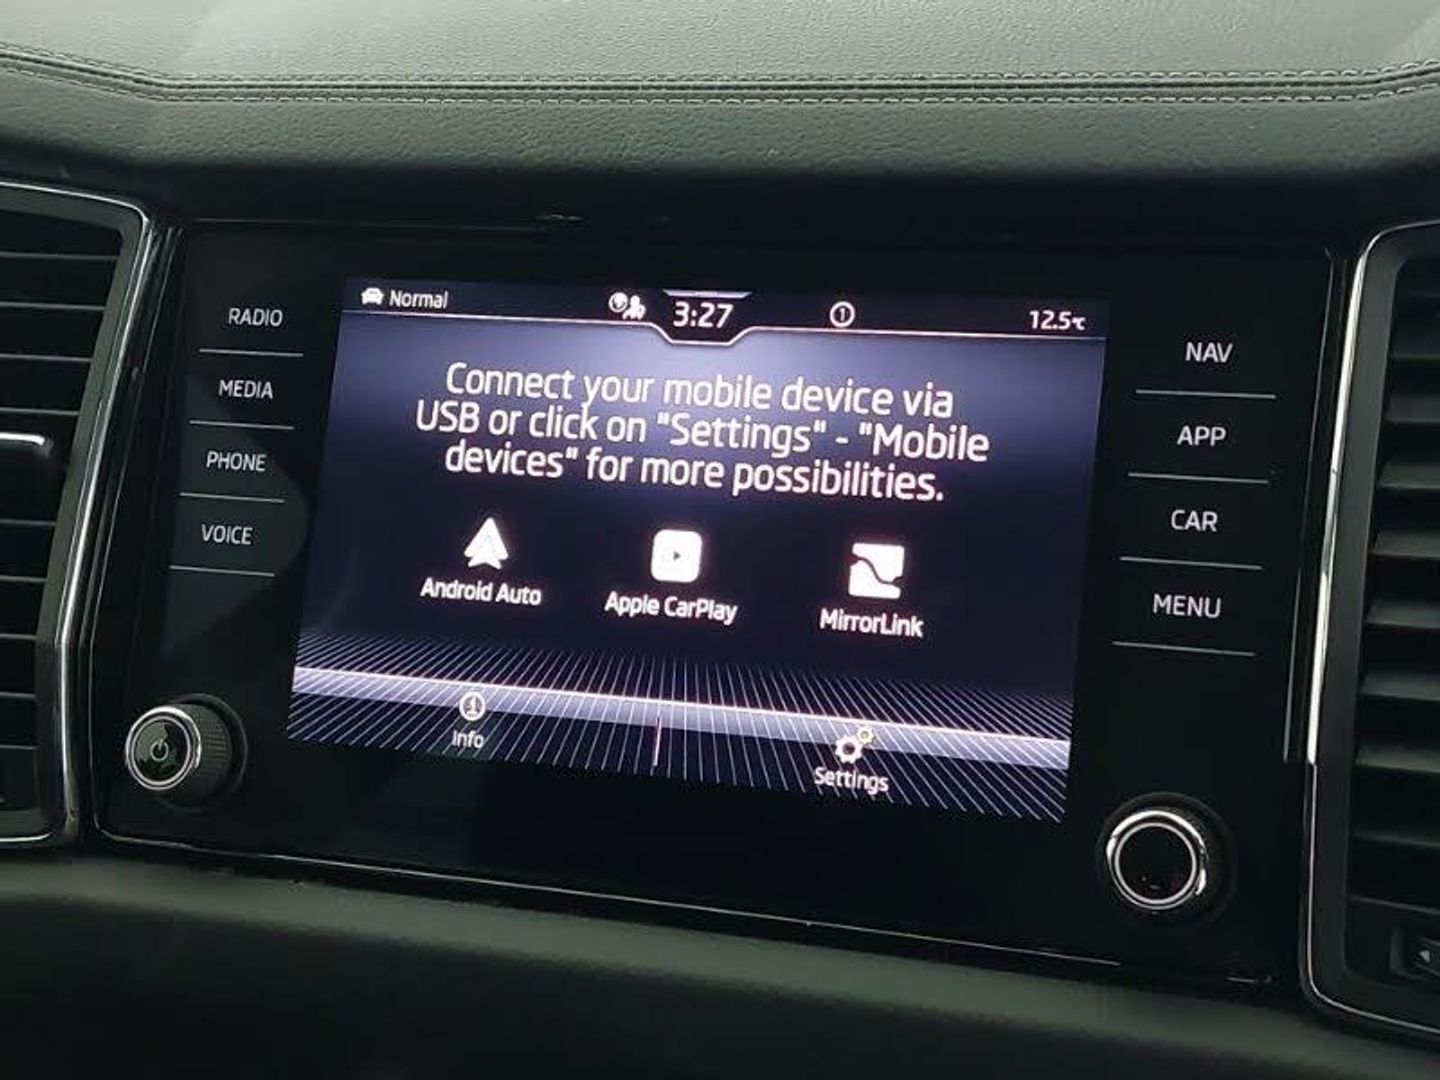 Normal
3:27
1
12.5°C
RADIO
MEDIA
PHONE
VOICE
Connect your mobile device via
USB or click on "Settings" - "Mobile
devices" for more possibilities.
Android Auto
Apple CarPlay
MirrorLink
Info
Settings
NAV
APP
CAR
MENU